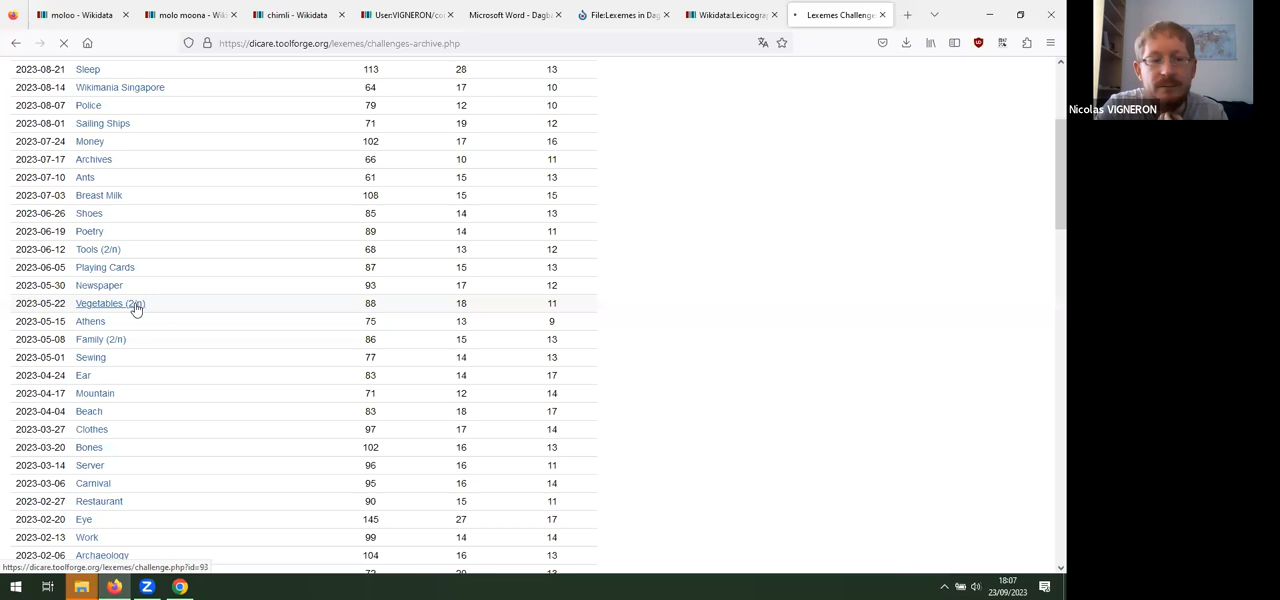 moloo - Wikidata
molo moona - Wiki
chimli - Wikidata
User:VIGNERON/cor
Microsoft Word - Dagba
File:Lexemes in Dag
Wikidata:Lexicogra
Lexemes Challenge
https://dicare.toolforge.org/lexemes/challenges-archive.php
Nicolas VIGNERON
2023-08-21 Sleep 113 28 13
2023-08-14 Wikimania Singapore 64 17 10
2023-08-07 Police 79 12 10
2023-08-01 Sailing Ships 77 19 12
2023-07-24 Money 102 17 16
2023-07-17 Archives 66 10 11
2023-07-10 Ants 61 15 13
2023-07-03 Breast Milk 108 15 15
2023-06-26 Shoes 85 14 13
2023-06-19 Poetry 89 14 11
2023-06-12 Tools (2/n) 68 13 12
2023-06-05 Playing Cards 87 15 13
2023-05-30 Newspaper 93 17 12
2023-05-22 Vegetables (2/n) 88 18 11
2023-05-15 Athens 75 13 9
2023-05-08 Family (2/n) 86 15 13
2023-05-01 Sewing 77 14 13
2023-04-24 Ear 83 14 17
2023-04-17 Mountain 71 12 14
2023-04-04 Beach 83 18 17
2023-03-27 Clothes 97 17 14
2023-03-20 Bones 102 16 13
2023-03-14 Server 96 16 11
2023-03-06 Carnival 95 16 14
2023-02-27 Restaurant 90 15 11
2023-02-20 Eye 145 27 17
2023-02-13 Work 99 14 14
2023-02-06 Archaeology 104 16 13
https://dicare.toolforge.org/lexemes/challenge.php?id=93
18:07
23/09/2023